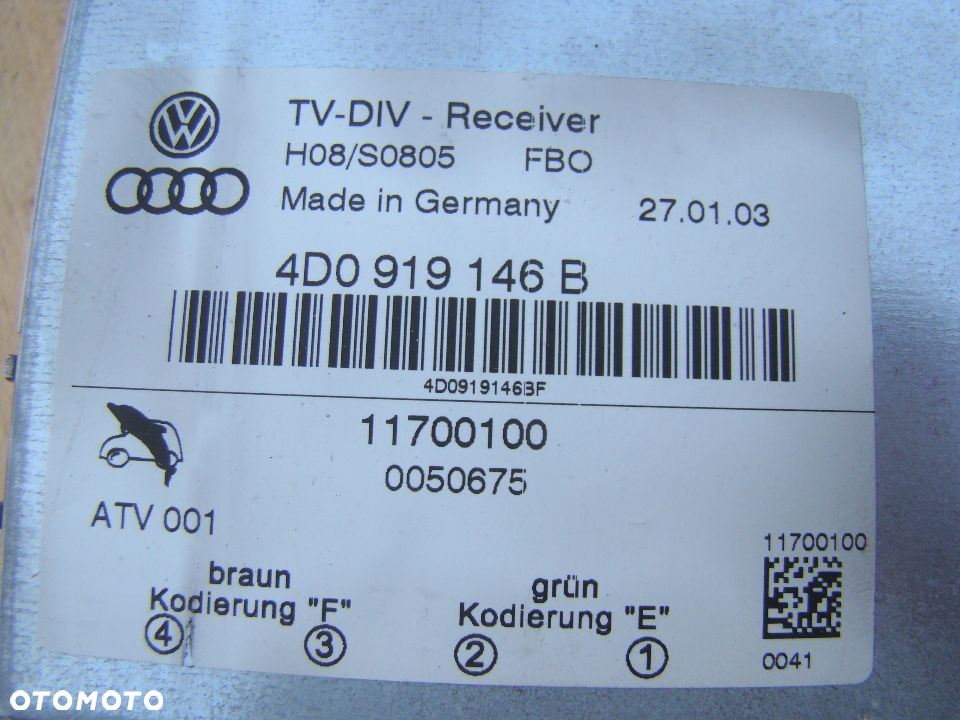 TV-DIV - Receiver
H08/S0805 FBO
Made in Germany 27.01.03
4D0 919 146 B
4D0919146BF
11700100
0050675
ATV 001
11700100
braun
Kodierung "F"
grün
Kodierung "E"
4 3 2 1
0041
OTOMOTO